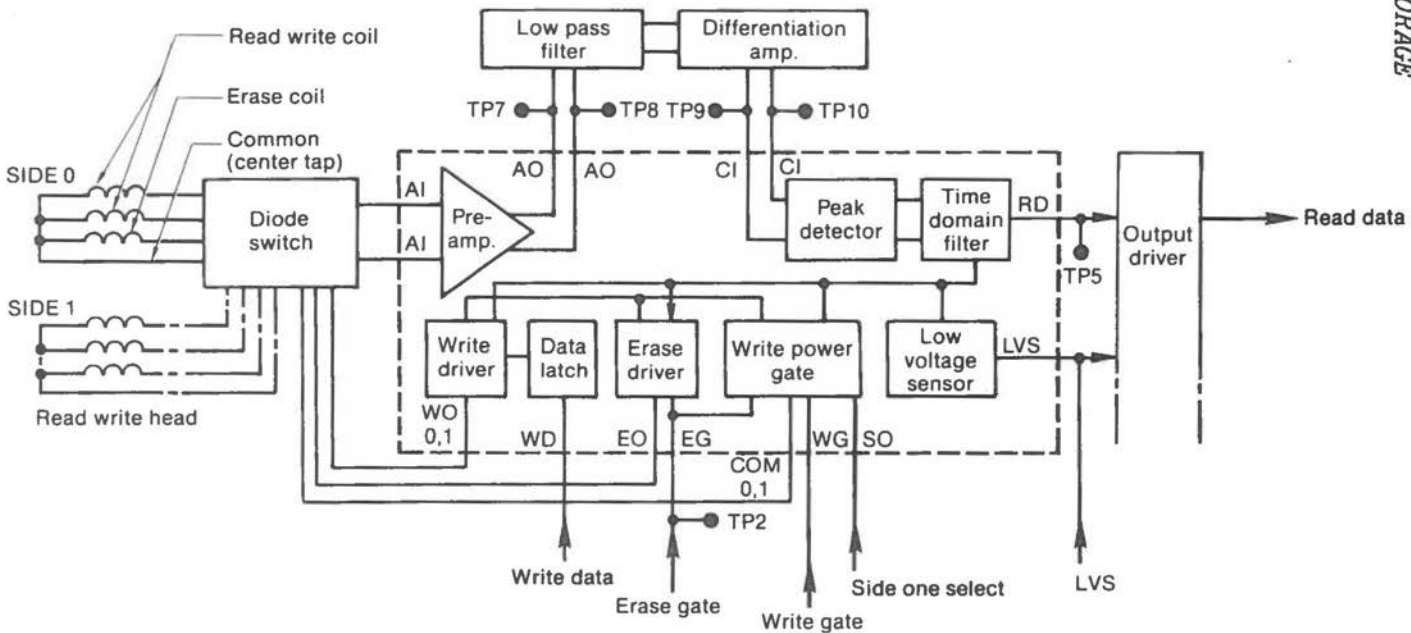 ORAGE
Read write coil
Erase coil
Common
(center tap)
SIDE 0
SIDE 1
Read write head
Diode
switch
Low pass
filter
Differentiation
amp.
TP7
TP8
TP9
TP10
AO
AO
CI
CI
AI
AI
Pre-
amp.
Peak
detector
Time
domain
filter
RD
TP5
Output
driver
Read data
Write
driver
Data
latch
Erase
driver
Write power
gate
Low
voltage
sensor
LVS
WO
0,1
WD
EO
EG
COM
0,1
WG
SO
TP2
Write data
Erase gate
Write gate
Side one select
LVS